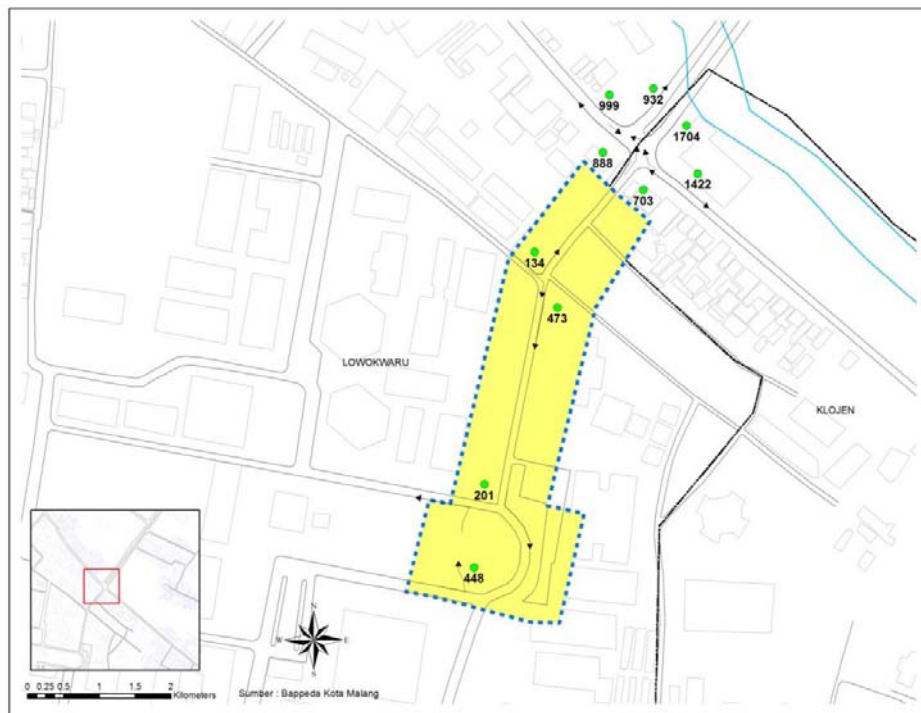 999
932
1704
888
1422
703
134
473
LOWOKWARU
KLOJEN
201
448
N
W E
S
0 0.25 0.5 1 1.5 2
Kilometers
Sumber : Bappeda Kota Malang